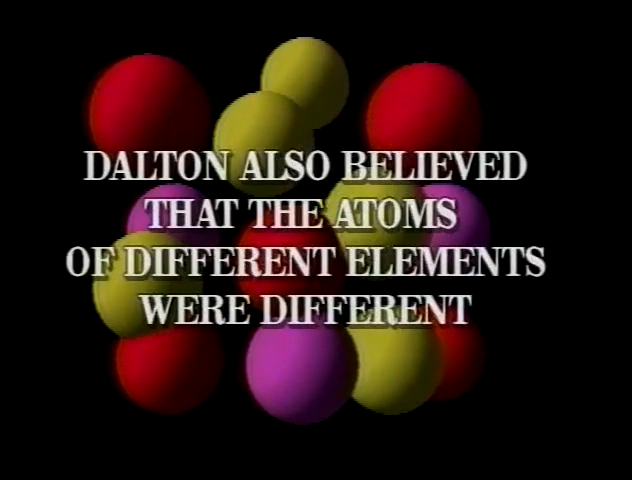 DALTON ALSO BELIEVED
THAT THE ATOMS
OF DIFFERENT ELEMENTS
WERE DIFFERENT